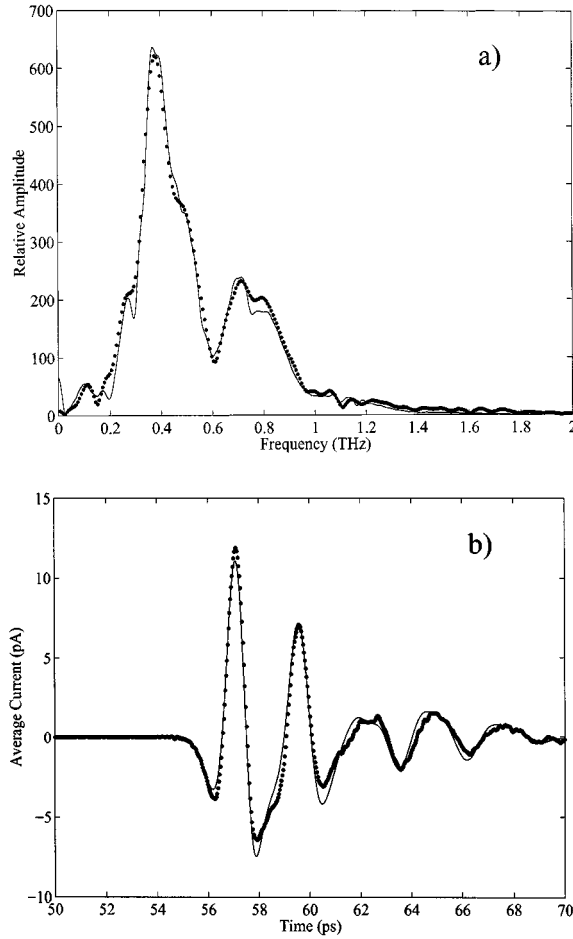 700
600
500
400
300
200
100
0
Relative Amplitude
a)
0 0.2 0.4 0.6 0.8 1 1.2 1.4 1.6 1.8 2
Frequency (THz)
15
10
5
0
−5
−10
Average Current (pA)
b)
50 52 54 56 58 60 62 64 66 68 70
Time (ps)